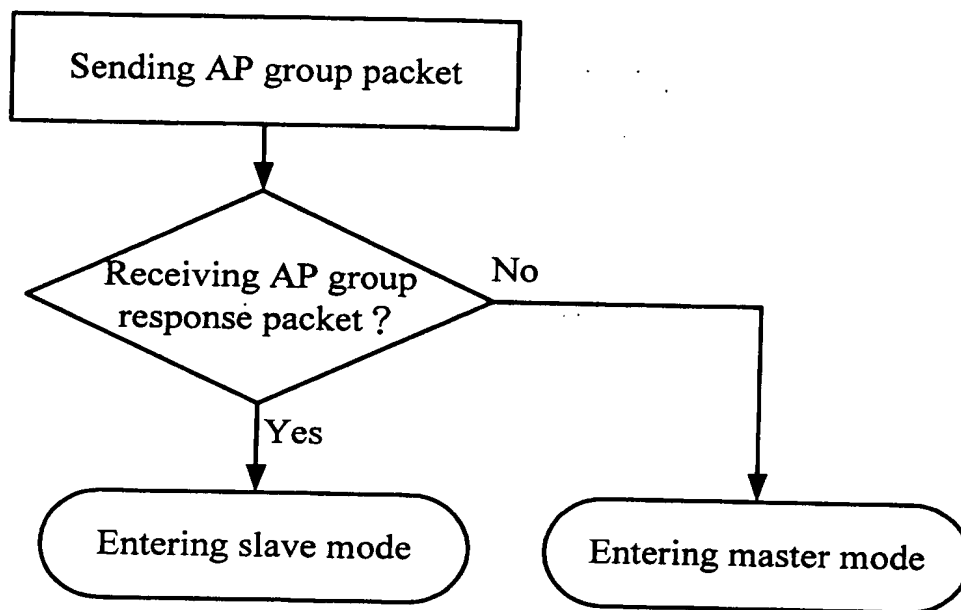 Sending AP group packet
Receiving AP group
response packet ?
No
Yes
Entering slave mode
Entering master mode